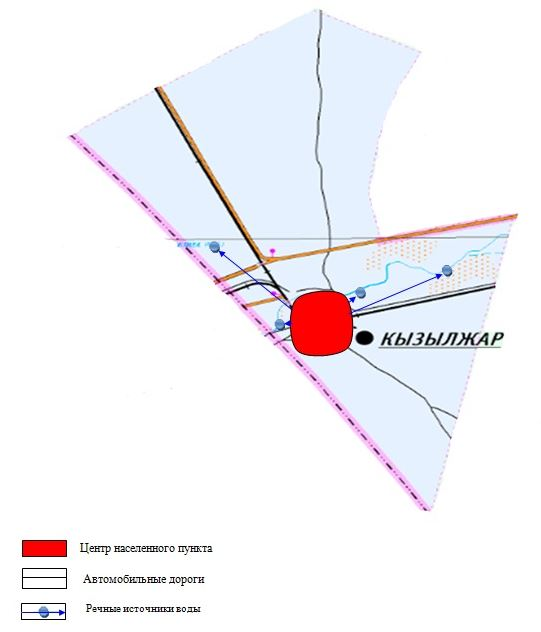 КЫЗЫЛЖАР
Центр населенного пункта
Автомобильные дороги
Речные источники воды